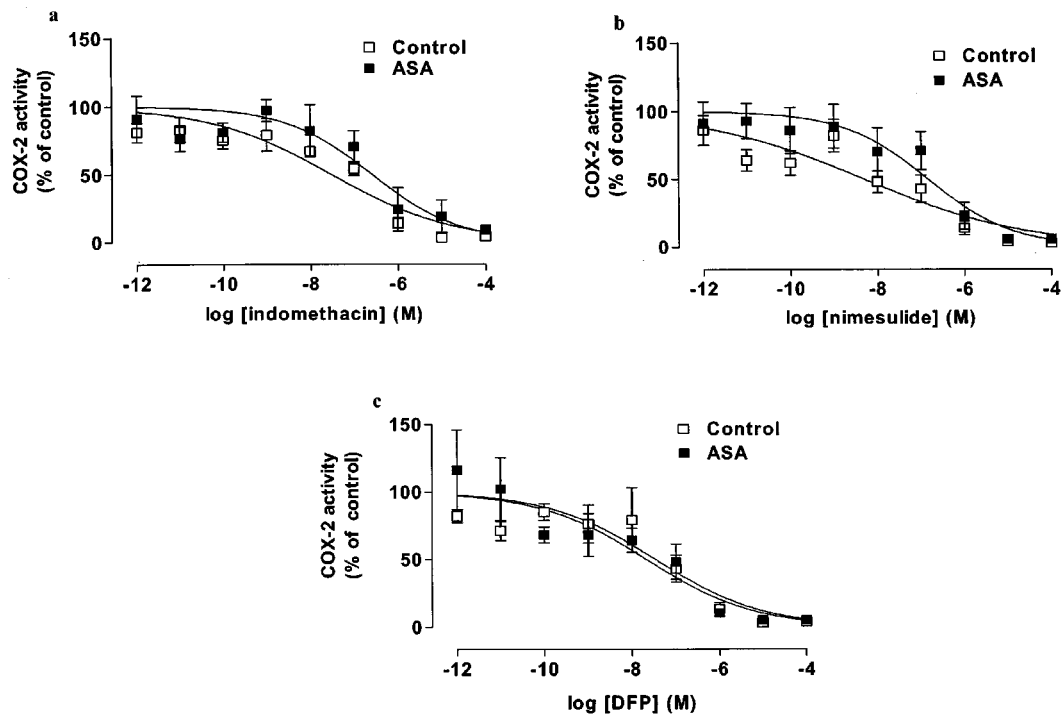 a
150
100
50
0
COX-2 activity
(% of control)
Control
ASA
-12 -10 -8 -6 -4
log [indomethacin] (M)
b
150
100
50
0
COX-2 activity
(% of control)
Control
ASA
-12 -10 -8 -6 -4
log [nimesulide] (M)
c
150
100
50
0
COX-2 activity
(% of control)
Control
ASA
-12 -10 -8 -6 -4
log [DFP] (M)